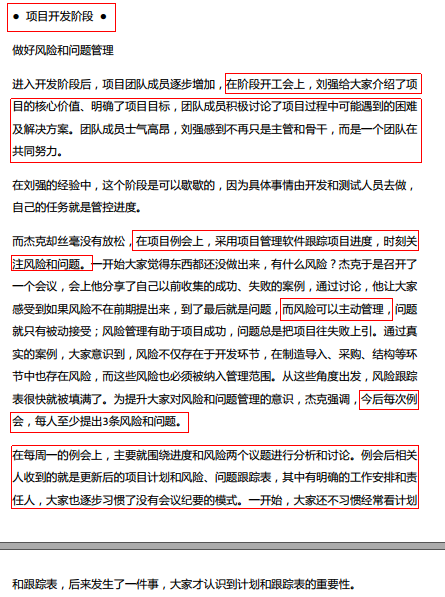 ● 项目开发阶段 ●
做好风险和问题管理
进入开发阶段后，项目团队成员逐步增加，在阶段开工会上，刘强给大家介绍了项
目的核心价值、明确了项目目标，团队成员积极讨论了项目过程中可能遇到的困难
及解决方案。团队成员士气高昂，刘强感到不再只是主管和骨干，而是一个团队在
共同努力。
在刘强的经验中，这个阶段是可以歇歇的，因为具体事情由开发和测试人员去做，
自己的任务就是管控进度。
而杰克却丝毫没有放松，在项目例会上，采用项目管理软件跟踪项目进度，时刻关
注风险和问题。一开始大家觉得东西都还没做出来，有什么风险？杰克于是召开了
一个会议，会上他分享了自己以前收集的成功、失败的案例，通过讨论，他让大家
感受到如果风险不在前期提出来，到了最后就是问题，而风险可以主动管理，问题
就只有被动接受；风险管理有助于项目成功，问题总是把项目往失败上引。通过真
实的案例，大家意识到，风险不仅存在于开发环节，在制造导入、采购、结构等环
节中也存在风险，而这些风险也必须被纳入管理范围。从这些角度出发，风险跟踪
表很快就被填满了。为提升大家对风险和问题管理的意识，杰克强调，今后每次例
会，每人至少提出3条风险和问题。
在每周一的例会上，主要就围绕进度和风险两个议题进行分析和讨论。例会后相关
人收到的就是更新后的项目计划和风险、问题跟踪表，其中有明确的工作安排和责
任人，大家也逐步习惯了没有会议纪要的模式。一开始，大家还不习惯经常看计划
和跟踪表，后来发生了一件事，大家才认识到计划和跟踪表的重要性。